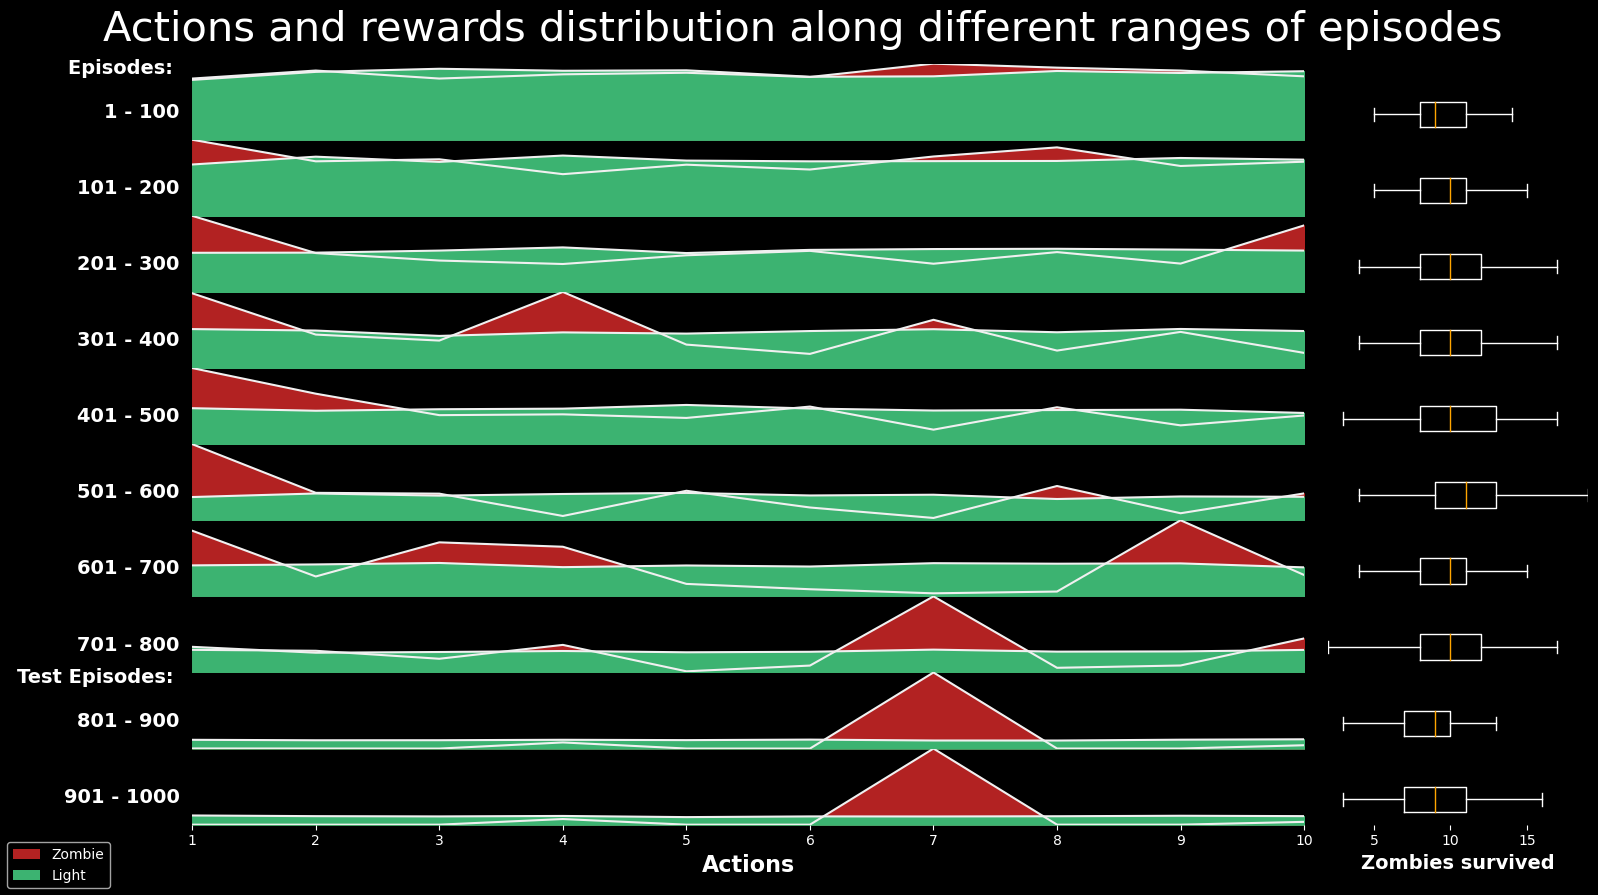 Actions and rewards distribution along different ranges of episodes
Episodes:
1 - 100
101 - 200
201 - 300
301 - 400
401 - 500
501 - 600
601 - 700
701 - 800
Test Episodes:
801 - 900
901 - 1000
1 2 3 4 5 6 7 8 9 10
5 10 15
Actions
Zombies survived
Zombie
Light